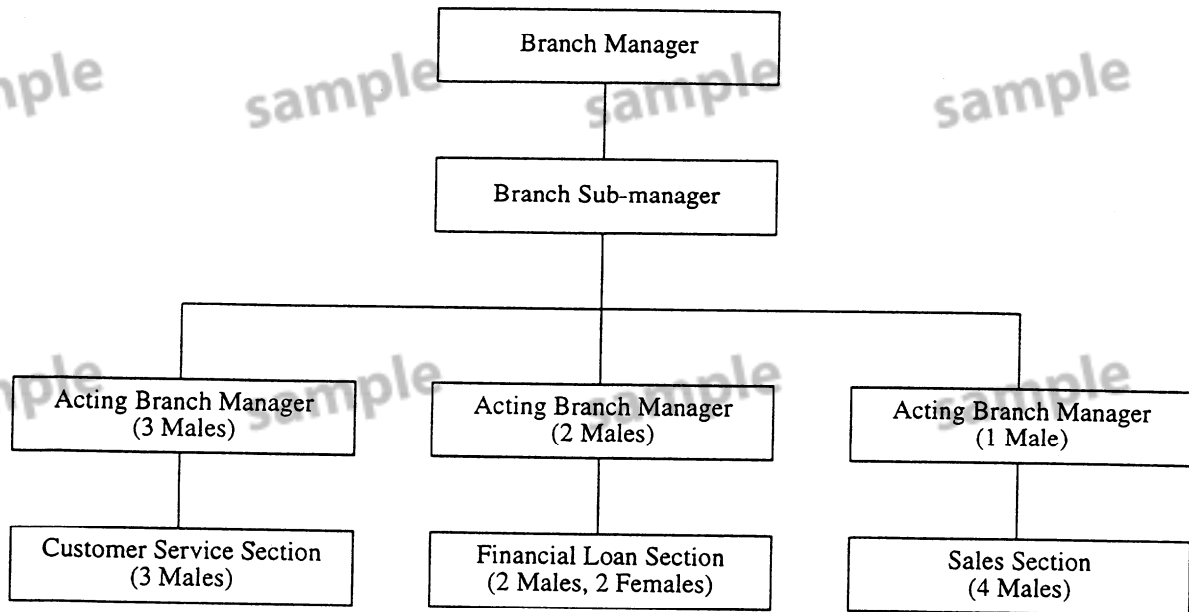 Branch Manager
Branch Sub-manager
Acting Branch Manager
(3 Males)
Acting Branch Manager
(2 Males)
Acting Branch Manager
(1 Male)
Customer Service Section
(3 Males)
Financial Loan Section
(2 Males, 2 Females)
Sales Section
(4 Males)
sample
sample
sample
sample
sample
sample